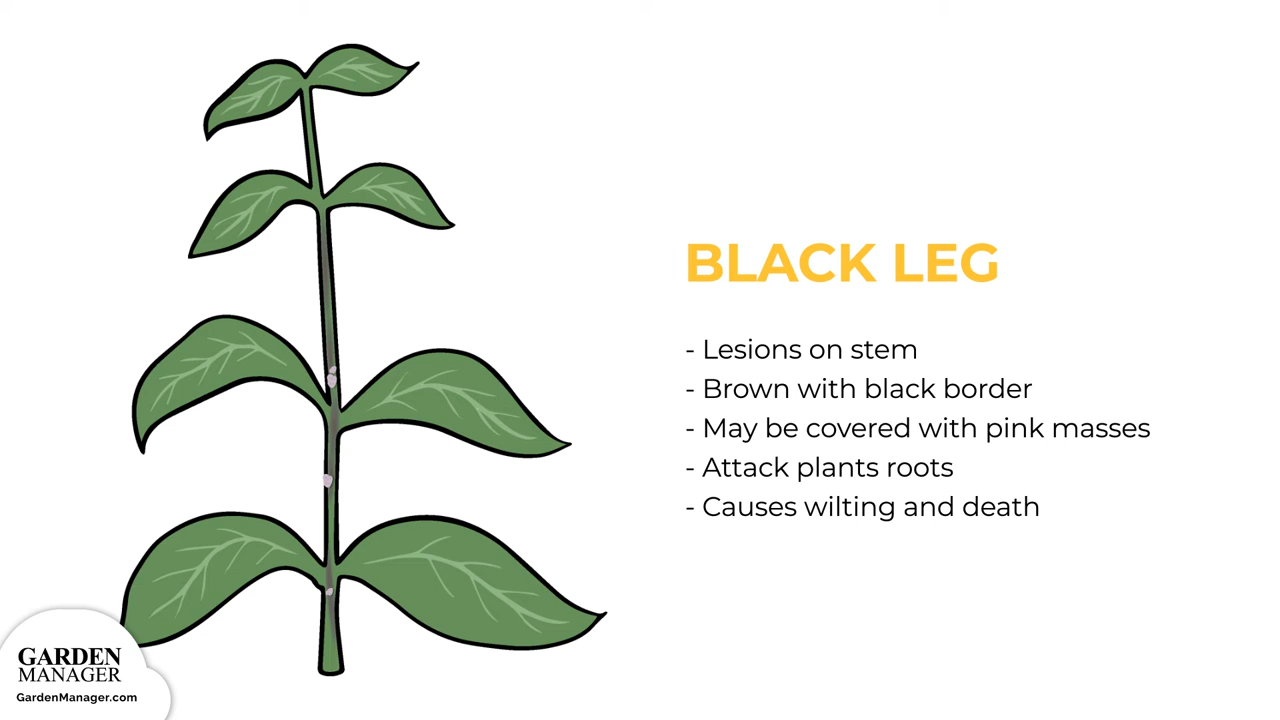 BLACK LEG
- Lesions on stem
- Brown with black border
- May be covered with pink masses
- Attack plants roots
- Causes wilting and death
GARDEN
MANAGER
GardenManager.com